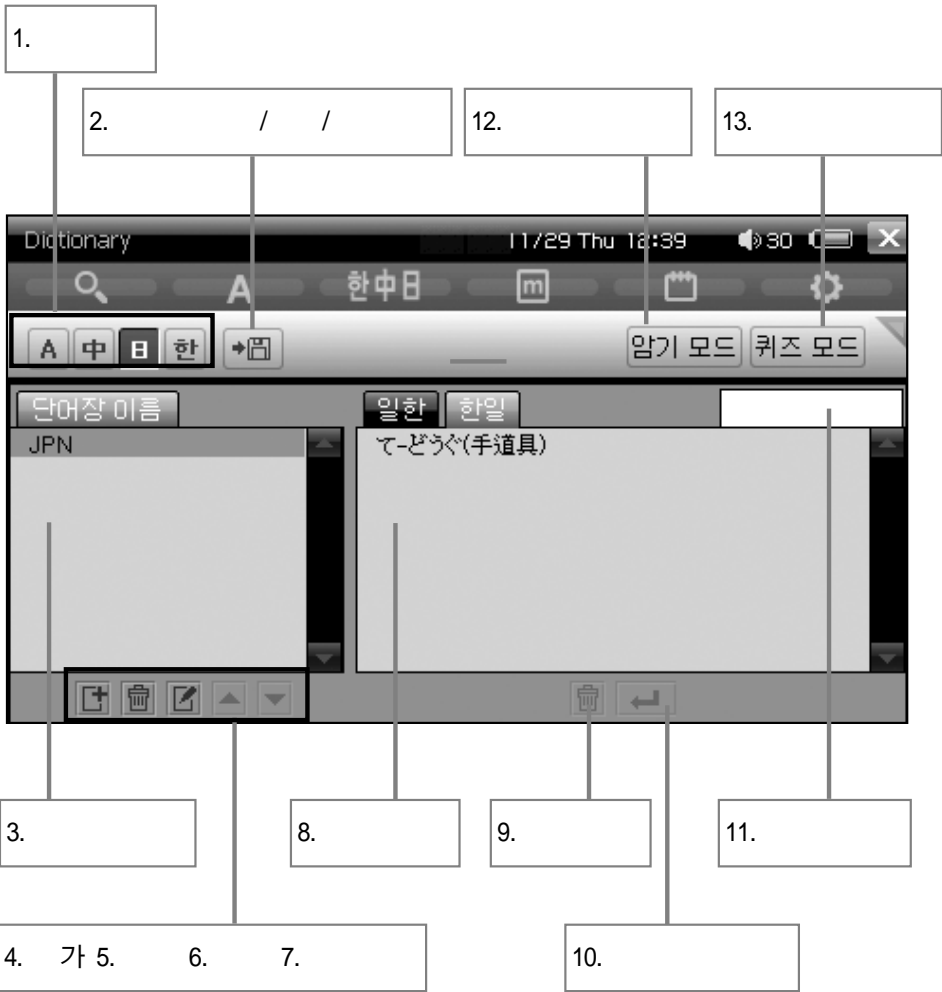 1.
2. / /
12.
13.
Dictionary 11/29 Thu 12:39 30
A 한中日 m
A 中 日 한 암기 모드 퀴즈 모드
단어장 이름 일한 한일
JPN て-どうぐ(手道具)
3.
8.
9.
11.
4. 가 5. 6. 7.
10.